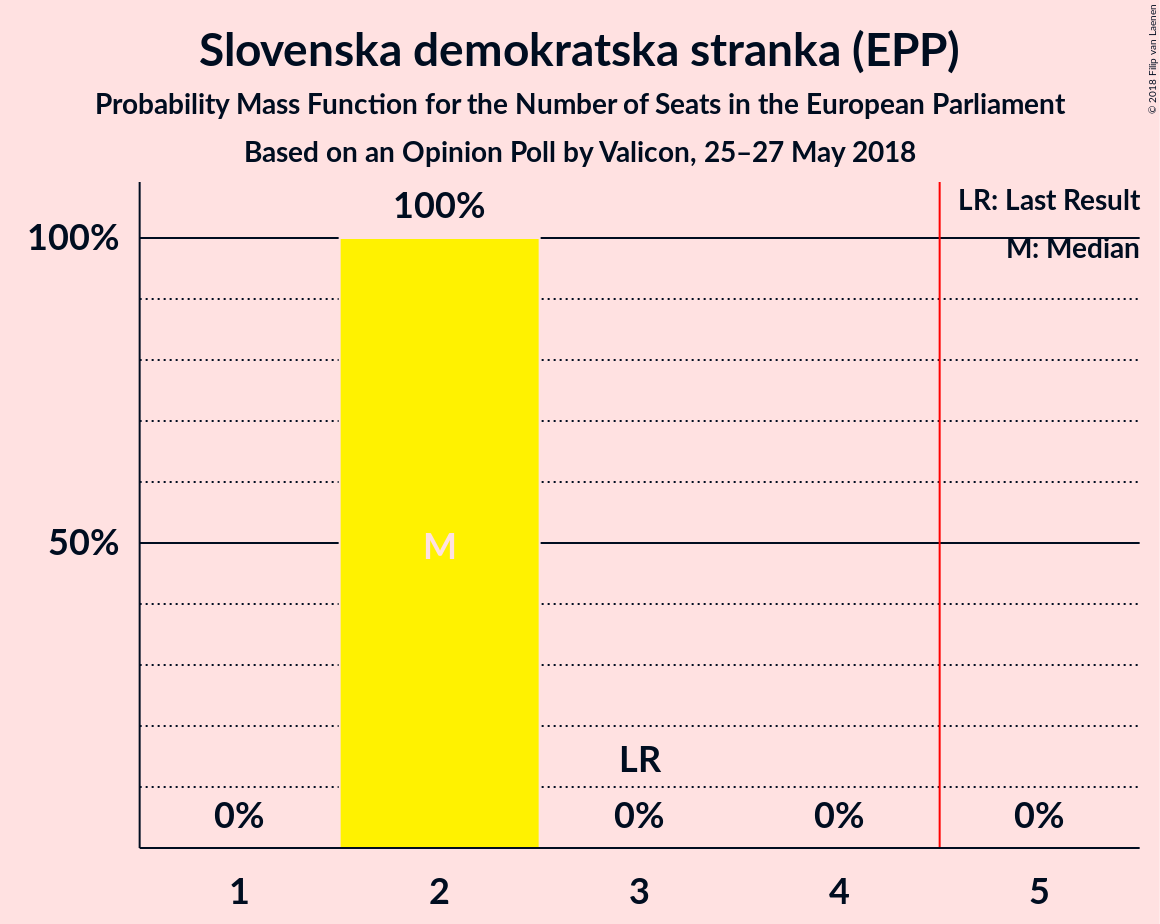 Slovenska demokratska stranka (EPP)
Probability Mass Function for the Number of Seats in the European Parliament
Based on an Opinion Poll by Valicon, 25–27 May 2018
© 2018 Filip van Laenen
LR: Last Result
M: Median
100%
100%
50%
M
LR
0%
0%
0%
0%
1
2
3
4
5